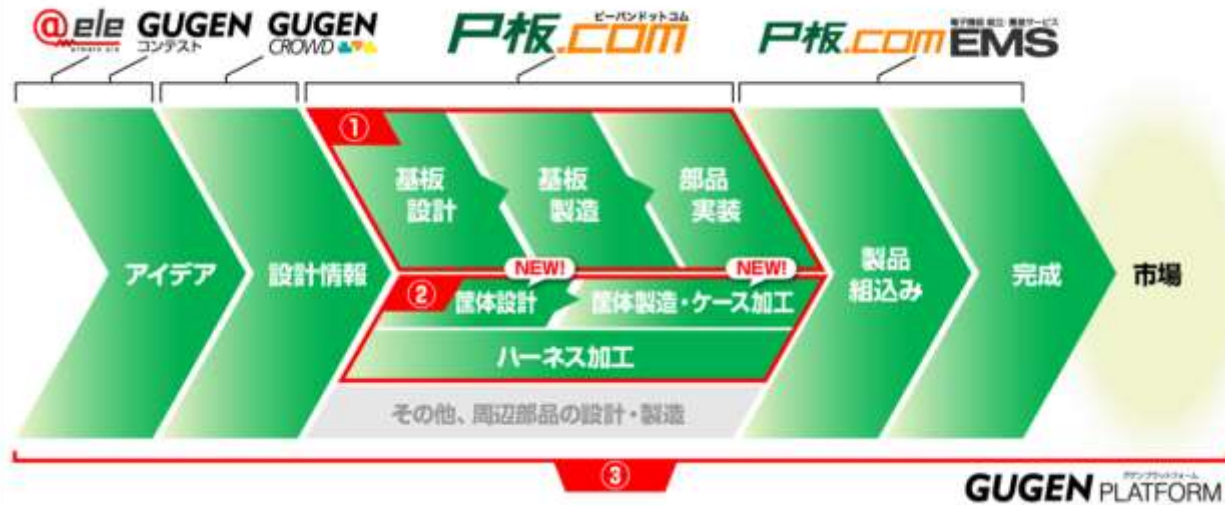 @ele GUGEN コンテスト GUGEN CROWD
ピーバンドットコム
P板.com
P板.com EMS
①
基板
設計
基板
製造
部品
実装
アイデア
設計情報
NEW!
NEW!
②
筐体設計
筐体製造・ケース加工
ハーネス加工
その他、周辺部品の設計・製造
製品
組込み
完成
市場
③
GUGEN PLATFORM